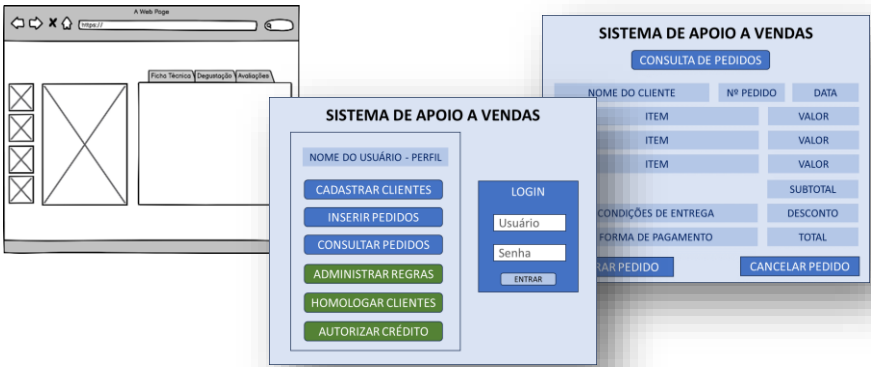 A Web Page
https://
Ficha Técnica Degustação Avaliações
SISTEMA DE APOIO A VENDAS
NOME DO USUÁRIO - PERFIL
CADASTRAR CLIENTES
INSERIR PEDIDOS
CONSULTAR PEDIDOS
ADMINISTRAR REGRAS
HOMOLOGAR CLIENTES
AUTORIZAR CRÉDITO
LOGIN
Usuário
Senha
ENTRAR
SISTEMA DE APOIO A VENDAS
CONSULTA DE PEDIDOS
NOME DO CLIENTE Nº PEDIDO DATA
ITEM VALOR
ITEM VALOR
ITEM VALOR
SUBTOTAL
CONDIÇÕES DE ENTREGA DESCONTO
FORMA DE PAGAMENTO TOTAL
PEDIDO CANCELAR PEDIDO